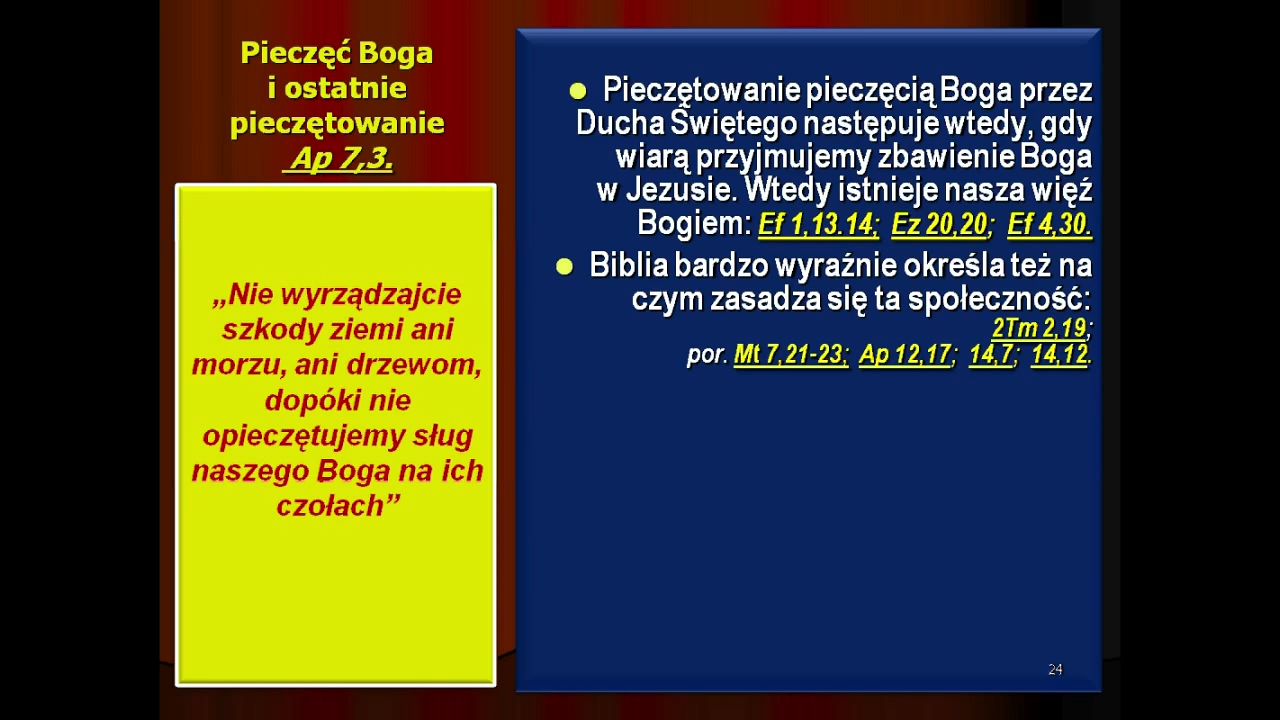 Pieczęć Boga
i ostatnie
pieczętowanie
Ap 7,3.
„Nie wyrządzajcie
szkody ziemi ani
morzu, ani drzewom,
dopóki nie
opieczętujemy sług
naszego Boga na ich
czołach”
● Pieczętowanie pieczęcią Boga przez
Ducha Świętego następuje wtedy, gdy
wiarą przyjmujemy zbawienie Boga
w Jezusie. Wtedy istnieje nasza więź
Bogiem: Ef 1,13.14; Ez 20,20; Ef 4,30.
● Biblia bardzo wyraźnie określa też na
czym zasadza się ta społeczność:
2Tm 2,19;
por. Mt 7,21-23; Ap 12,17; 14,7; 14,12.
24